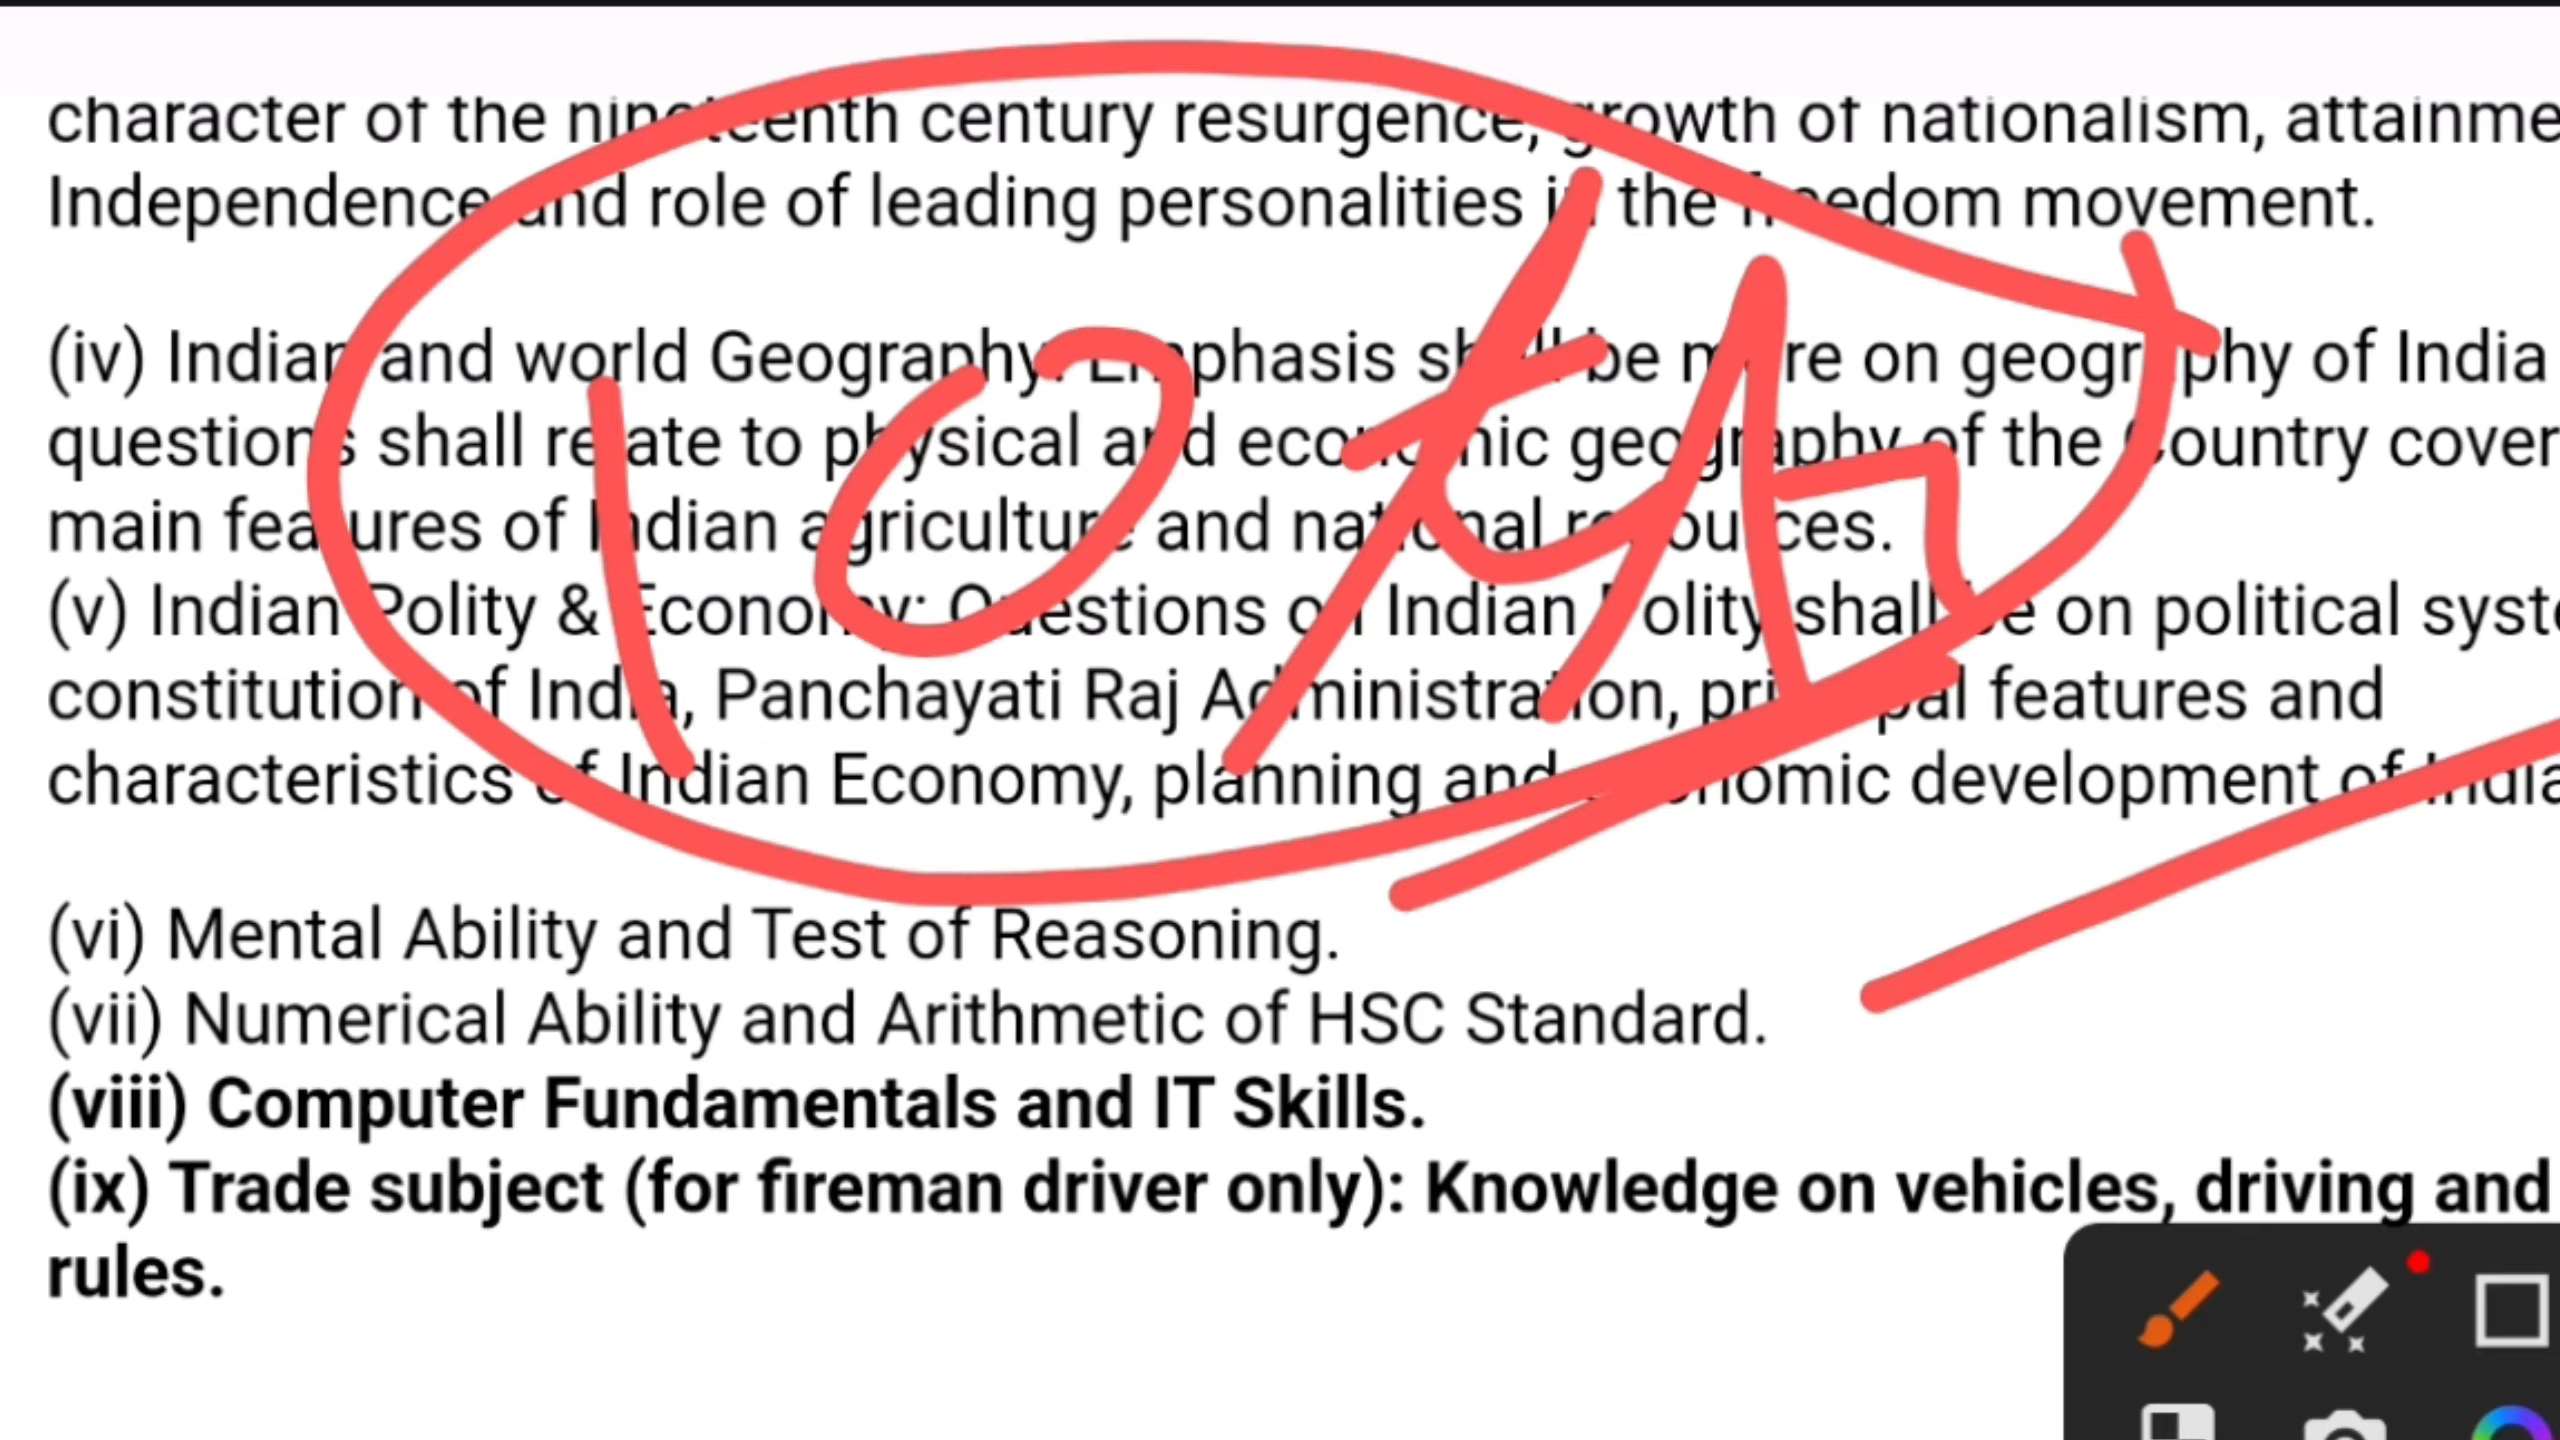 character of the nineteenth century resurgence, growth of nationalism, attainme
Independence and role of leading personalities in the freedom movement.
(iv) Indian and world Geography: Emphasis shall be more on geography of India
questions shall relate to physical and economic geography of the Country cover
main features of Indian agriculture and national resources.
(v) Indian Polity & Economy: Questions on Indian Polity shall be on political syste
constitution of India, Panchayati Raj Administration, principal features and
characteristics of Indian Economy, planning and economic development of India
(vi) Mental Ability and Test of Reasoning.
(vii) Numerical Ability and Arithmetic of HSC Standard.
(viii) Computer Fundamentals and IT Skills.
(ix) Trade subject (for fireman driver only): Knowledge on vehicles, driving and
rules.
10th